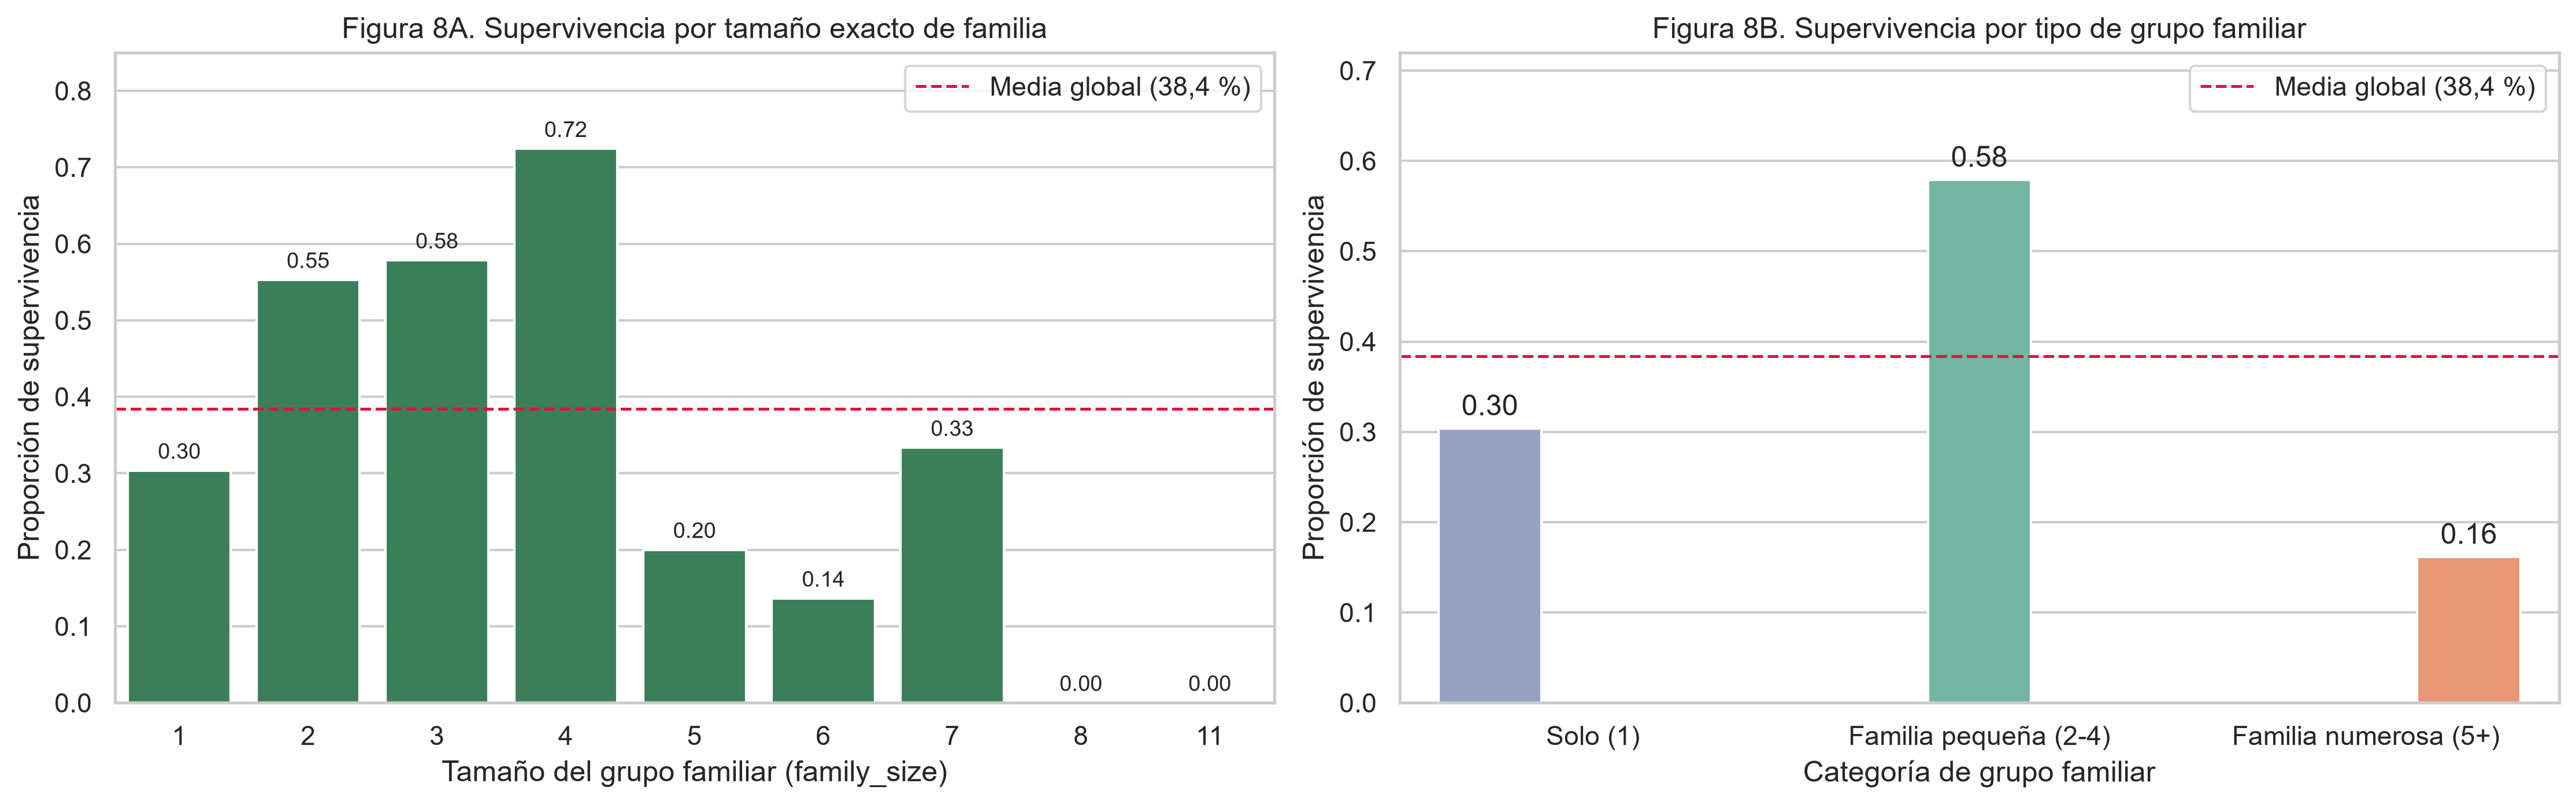 Figura 8A. Supervivencia por tamaño exacto de familia
Media global (38,4 %)
Proporción de supervivencia
0.8
0.7
0.6
0.5
0.4
0.3
0.2
0.1
0.0
0.30
0.55
0.58
0.72
0.20
0.14
0.33
0.00
0.00
1 2 3 4 5 6 7 8 11
Tamaño del grupo familiar (family_size)
Figura 8B. Supervivencia por tipo de grupo familiar
Media global (38,4 %)
Proporción de supervivencia
0.7
0.6
0.5
0.4
0.3
0.2
0.1
0.0
0.30
0.58
0.16
Solo (1) Familia pequeña (2-4) Familia numerosa (5+)
Categoría de grupo familiar